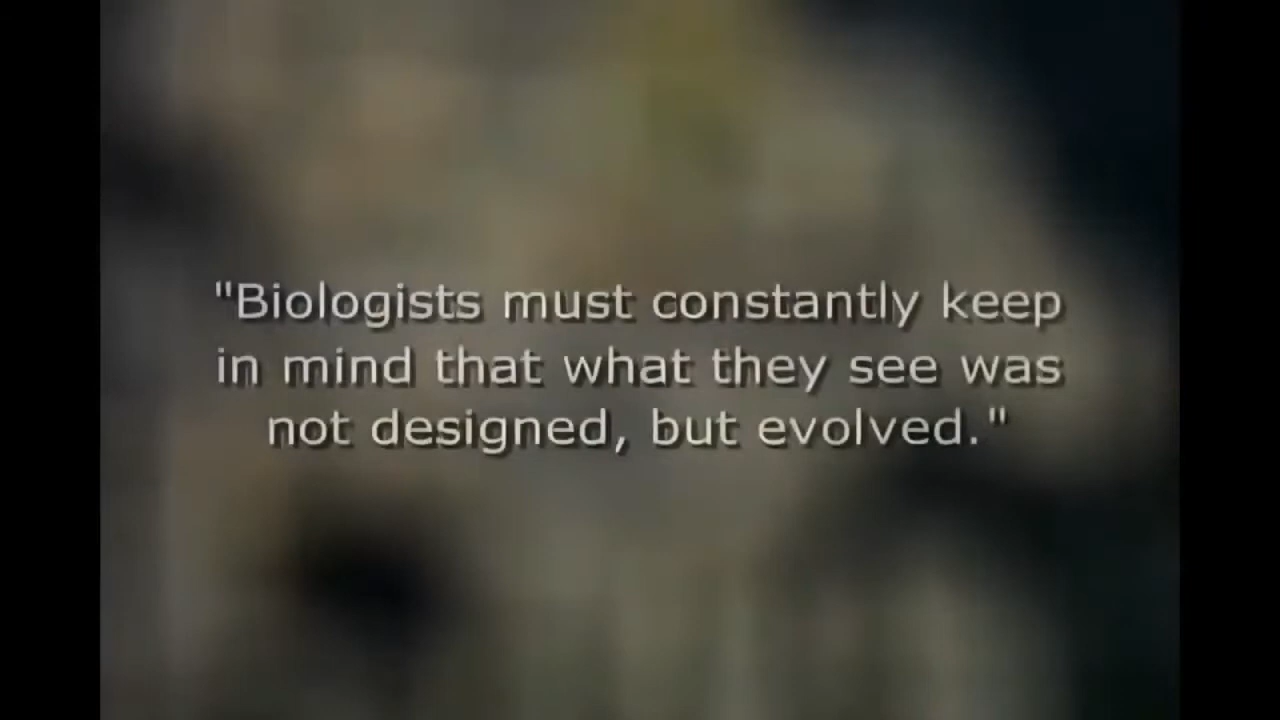 "Biologists must constantly keep
in mind that what they see was
not designed, but evolved."